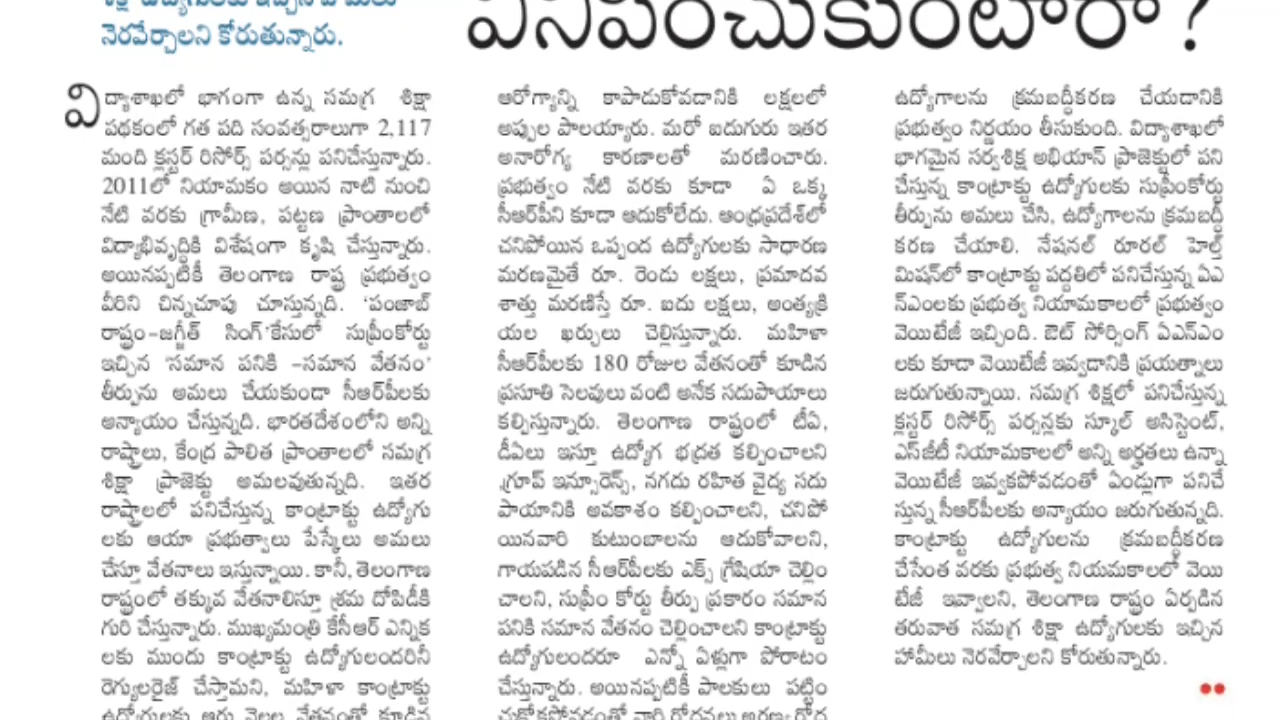 నెరవేర్చాలని కోరుతున్నారు.
వినిపించుకుంటారా?
విద్యాశాఖలో భాగంగా ఉన్న సమగ్ర శిక్షా
పథకంలో గత పది సంవత్సరాలుగా 2,117
మంది క్లస్టర్ రిసోర్స్ పర్సన్లు పనిచేస్తున్నారు.
2011లో నియామకం అయిన నాటి నుంచి
నేటి వరకు గ్రామీణ, పట్టణ ప్రాంతాలలో
విద్యాభివృద్ధికి విశేషంగా కృషి చేస్తున్నారు.
అయినప్పటికీ తెలంగాణ రాష్ట్ర ప్రభుత్వం
వీరిని చిన్నచూపు చూస్తున్నది. 'పంజాబ్
రాష్ట్రం-జగ్జీత్ సింగ్'కేసులో సుప్రీంకోర్టు
ఇచ్చిన 'సమాన పనికి -సమాన వేతనం'
తీర్పును అమలు చేయకుండా సీఆర్‌పీలకు
అన్యాయం చేస్తున్నది. భారతదేశంలోని అన్ని
రాష్ట్రాలు, కేంద్ర పాలిత ప్రాంతాలలో సమగ్ర
శిక్షా ప్రాజెక్టు అమలవుతున్నది. ఇతర
రాష్ట్రాలలో పనిచేస్తున్న కాంట్రాక్టు ఉద్యోగు
లకు ఆయా ప్రభుత్వాలు పేస్కేలు అమలు
చేస్తూ వేతనాలు ఇస్తున్నాయి. కానీ, తెలంగాణ
రాష్ట్రంలో తక్కువ వేతనాలిస్తూ శ్రమ దోపిడీకి
గురి చేస్తున్నారు. ముఖ్యమంత్రి కేసీఆర్ ఎన్నిక
లకు ముందు కాంట్రాక్టు ఉద్యోగులందరినీ
రెగ్యులరైజ్ చేస్తామని, మహిళా కాంట్రాక్టు
ఉద్యోగులకు ఆరు నెలల వేతనంతో కూడిన
ఆరోగ్యాన్ని కాపాడుకోవడానికి లక్షలలో
అప్పుల పాలయ్యారు. మరో ఐదుగురు ఇతర
అనారోగ్య కారణాలతో మరణించారు.
ప్రభుత్వం నేటి వరకు కూడా ఏ ఒక్క
సీఆర్‌పీని కూడా ఆదుకోలేదు. ఆంధ్రప్రదేశ్‌లో
చనిపోయిన ఒప్పంద ఉద్యోగులకు సాధారణ
మరణమైతే రూ. రెండు లక్షలు, ప్రమాదవ
శాత్తు మరణిస్తే రూ. ఐదు లక్షలు, అంత్యక్రి
యల ఖర్చులు చెల్లిస్తున్నారు. మహిళా
సీఆర్‌పీలకు 180 రోజుల వేతనంతో కూడిన
ప్రసూతి సెలవులు వంటి అనేక సదుపాయాలు
కల్పిస్తున్నారు. తెలంగాణ రాష్ట్రంలో టీఏ,
డీఏలు ఇస్తూ ఉద్యోగ భద్రత కల్పించాలని
గ్రూప్ ఇన్సూరెన్స్, నగదు రహిత వైద్య సదు
పాయానికి అవకాశం కల్పించాలని, చనిపో
యినవారి కుటుంబాలను ఆదుకోవాలని,
గాయపడిన సీఆర్‌పీలకు ఎక్స్ గ్రేషియా చెల్లిం
చాలని, సుప్రీం కోర్టు తీర్పు ప్రకారం సమాన
పనికి సమాన వేతనం చెల్లించాలని కాంట్రాక్టు
ఉద్యోగులందరూ ఎన్నో ఏళ్లుగా పోరాటం
చేస్తున్నారు. అయినప్పటికీ పాలకులు పట్టిం
చుకోకపోవడంతో వారి రోదనలు అరణ్య రోద
ఉద్యోగాలను క్రమబద్ధీకరణ చేయడానికి
ప్రభుత్వం నిర్ణయం తీసుకుంది. విద్యాశాఖలో
భాగమైన సర్వశిక్ష అభియాన్ ప్రాజెక్టులో పని
చేస్తున్న కాంట్రాక్టు ఉద్యోగులకు సుప్రీంకోర్టు
తీర్పును అమలు చేసి, ఉద్యోగాలను క్రమబద్ధీ
కరణ చేయాలి. నేషనల్ రూరల్ హెల్త్
మిషన్‌లో కాంట్రాక్టు పద్ధతిలో పనిచేస్తున్న ఏఎ
న్ఎంలకు ప్రభుత్వ నియామకాలలో ప్రభుత్వం
వెయిటేజీ ఇచ్చింది. ఔట్ సోర్సింగ్ ఏఎన్ఎం
లకు కూడా వెయిటేజీ ఇవ్వడానికి ప్రయత్నాలు
జరుగుతున్నాయి. సమగ్ర శిక్షలో పనిచేస్తున్న
క్లస్టర్ రిసోర్స్ పర్సన్లకు స్కూల్ అసిస్టెంట్,
ఎస్‌జీటీ నియామకాలలో అన్ని అర్హతలు ఉన్నా
వెయిటేజీ ఇవ్వకపోవడంతో ఏండ్లుగా పనిచే
స్తున్న సీఆర్‌పీలకు అన్యాయం జరుగుతున్నది.
కాంట్రాక్టు ఉద్యోగులను క్రమబద్ధీకరణ
చేసేంత వరకు ప్రభుత్వ నియమకాలలో వెయి
టేజీ ఇవ్వాలని, తెలంగాణ రాష్ట్రం ఏర్పడిన
తరువాత సమగ్ర శిక్షా ఉద్యోగులకు ఇచ్చిన
హామీలు నెరవేర్చాలని కోరుతున్నారు.